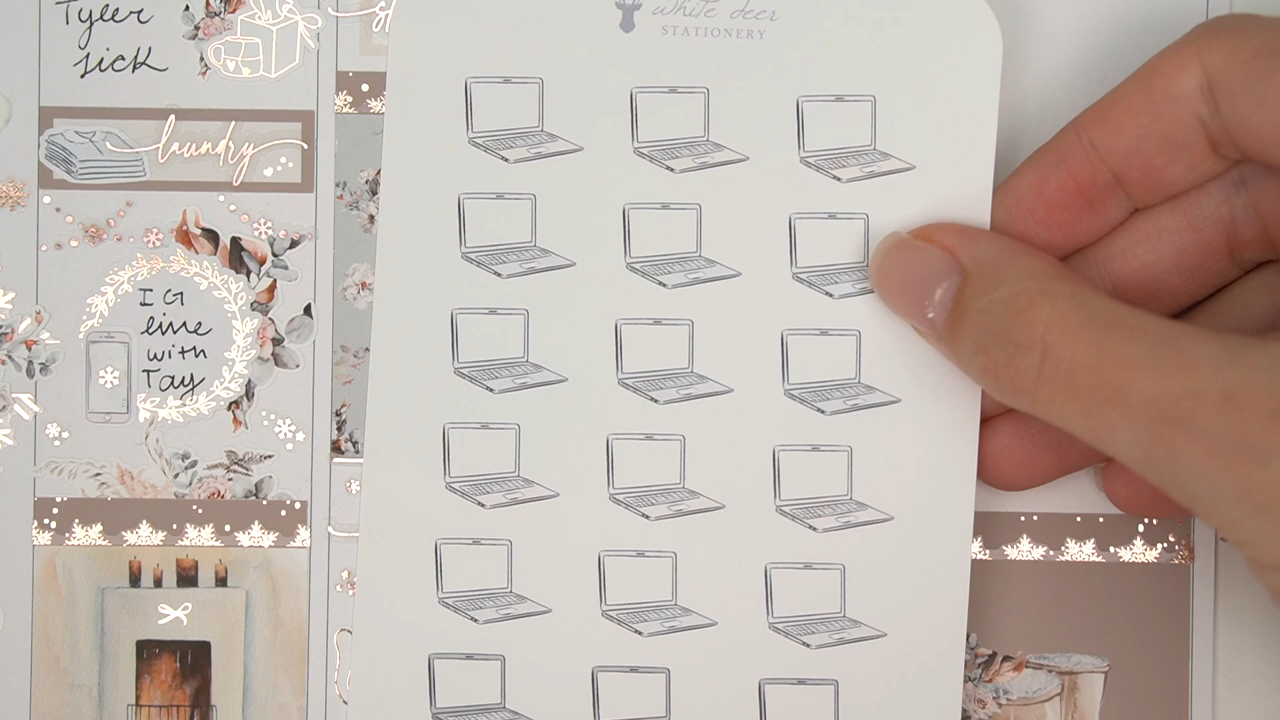 Tyler
sick
laundry
I G
live
with
Tay
white deer
STATIONERY